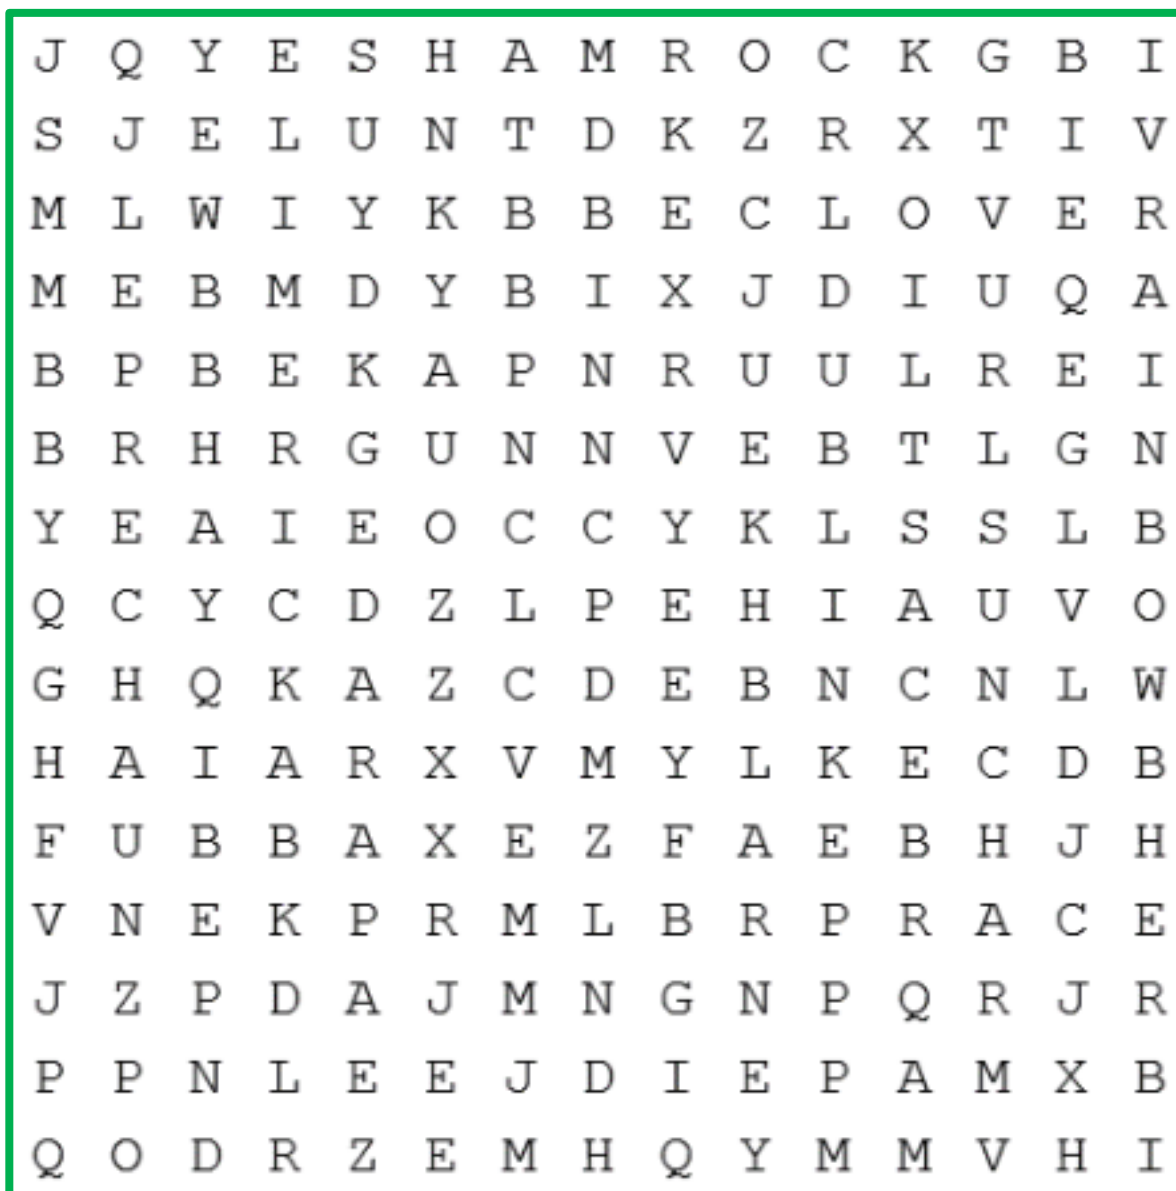 J Q Y E S H A M R O C K G B I
S J E L U N T D K Z R X T I V
M L W I Y K B B E C L O V E R
M E B M D Y B I X J D I U Q A
B P B E K A P N R U U L R E I
B R H R G U N N V E B T L G N
Y E A I E O C C Y K L S S L B
Q C Y C D Z L P E H I A U V O
G H Q K A Z C D E B N C N L W
H A I A R X V M Y L K E C D B
F U B B A X E Z F A E B H J H
V N E K P R M L B R P R A C E
J Z P D A J M N G N P Q R J R
P P N L E E J D I E P A M X B
Q O D R Z E M H Q Y M M V H I